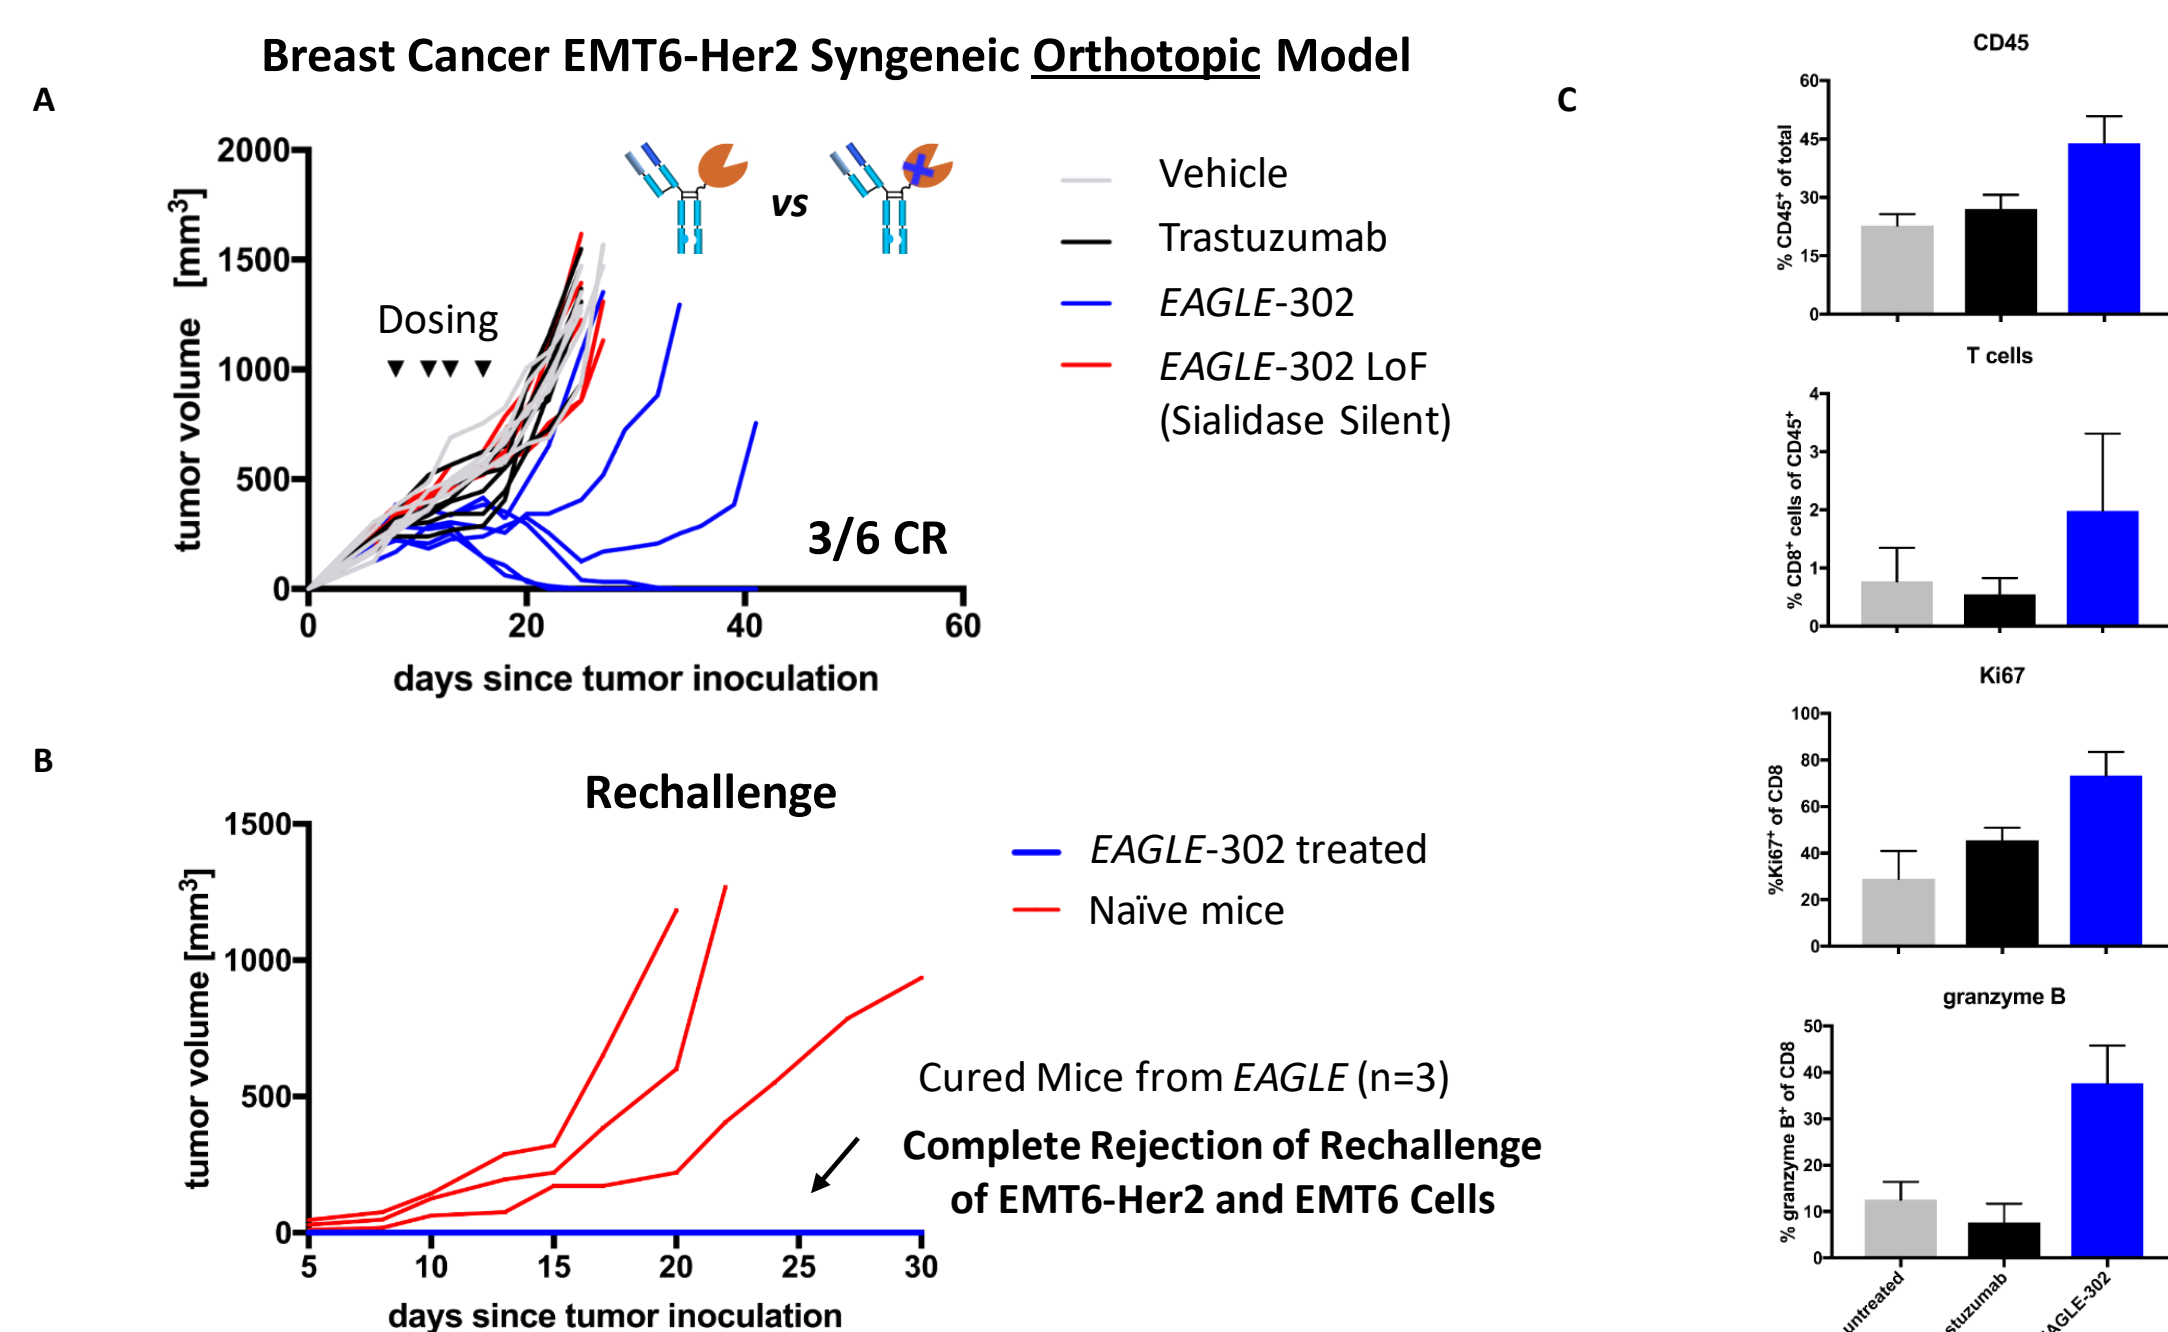 Breast Cancer EMT6-Her2 Syngeneic Orthotopic Model
A
2000
1500
1000
500
0
tumor volume [mm³]
Dosing
vs
3/6 CR
0 20 40 60
days since tumor inoculation
Vehicle
Trastuzumab
EAGLE-302
EAGLE-302 LoF
(Sialidase Silent)
B
Rechallenge
1500
1000
500
0
tumor volume [mm³]
5 10 15 20 25 30
days since tumor inoculation
EAGLE-302 treated
Naïve mice
Cured Mice from EAGLE (n=3)
Complete Rejection of Rechallenge
of EMT6-Her2 and EMT6 Cells
C
CD45
60
45
30
15
0
% CD45⁺ of total
T cells
4
3
2
1
0
% CD8⁺ cells of CD45⁺
Ki67
100
80
60
40
20
0
%Ki67⁺ of CD8
granzyme B
50
40
30
20
10
0
% granzyme B⁺ of CD8
untreated
stuzumab
AGLE-302